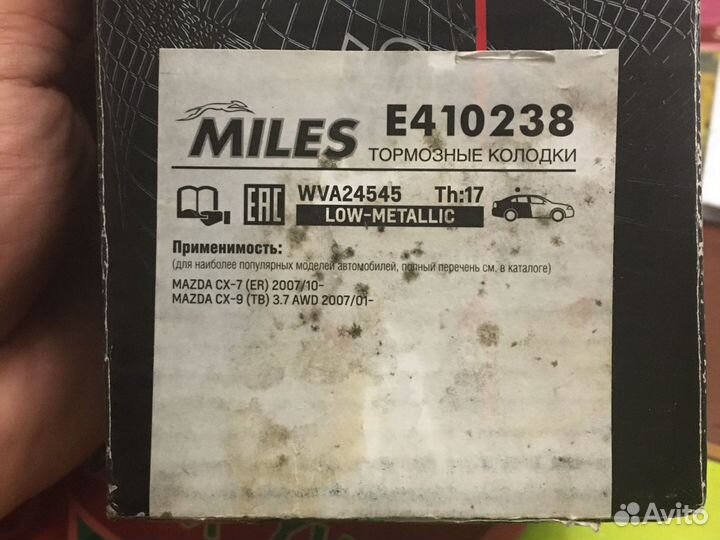 MILES
E410238
ТОРМОЗНЫЕ КОЛОДКИ
EAC
WVA24545 Th:17
LOW-METALLIC
Применимость:
(для наиболее популярных моделей автомобилей, полный перечень см. в каталоге)
MAZDA CX-7 (ER) 2007/10-
MAZDA CX-9 (TB) 3.7 AWD 2007/01-
Avito